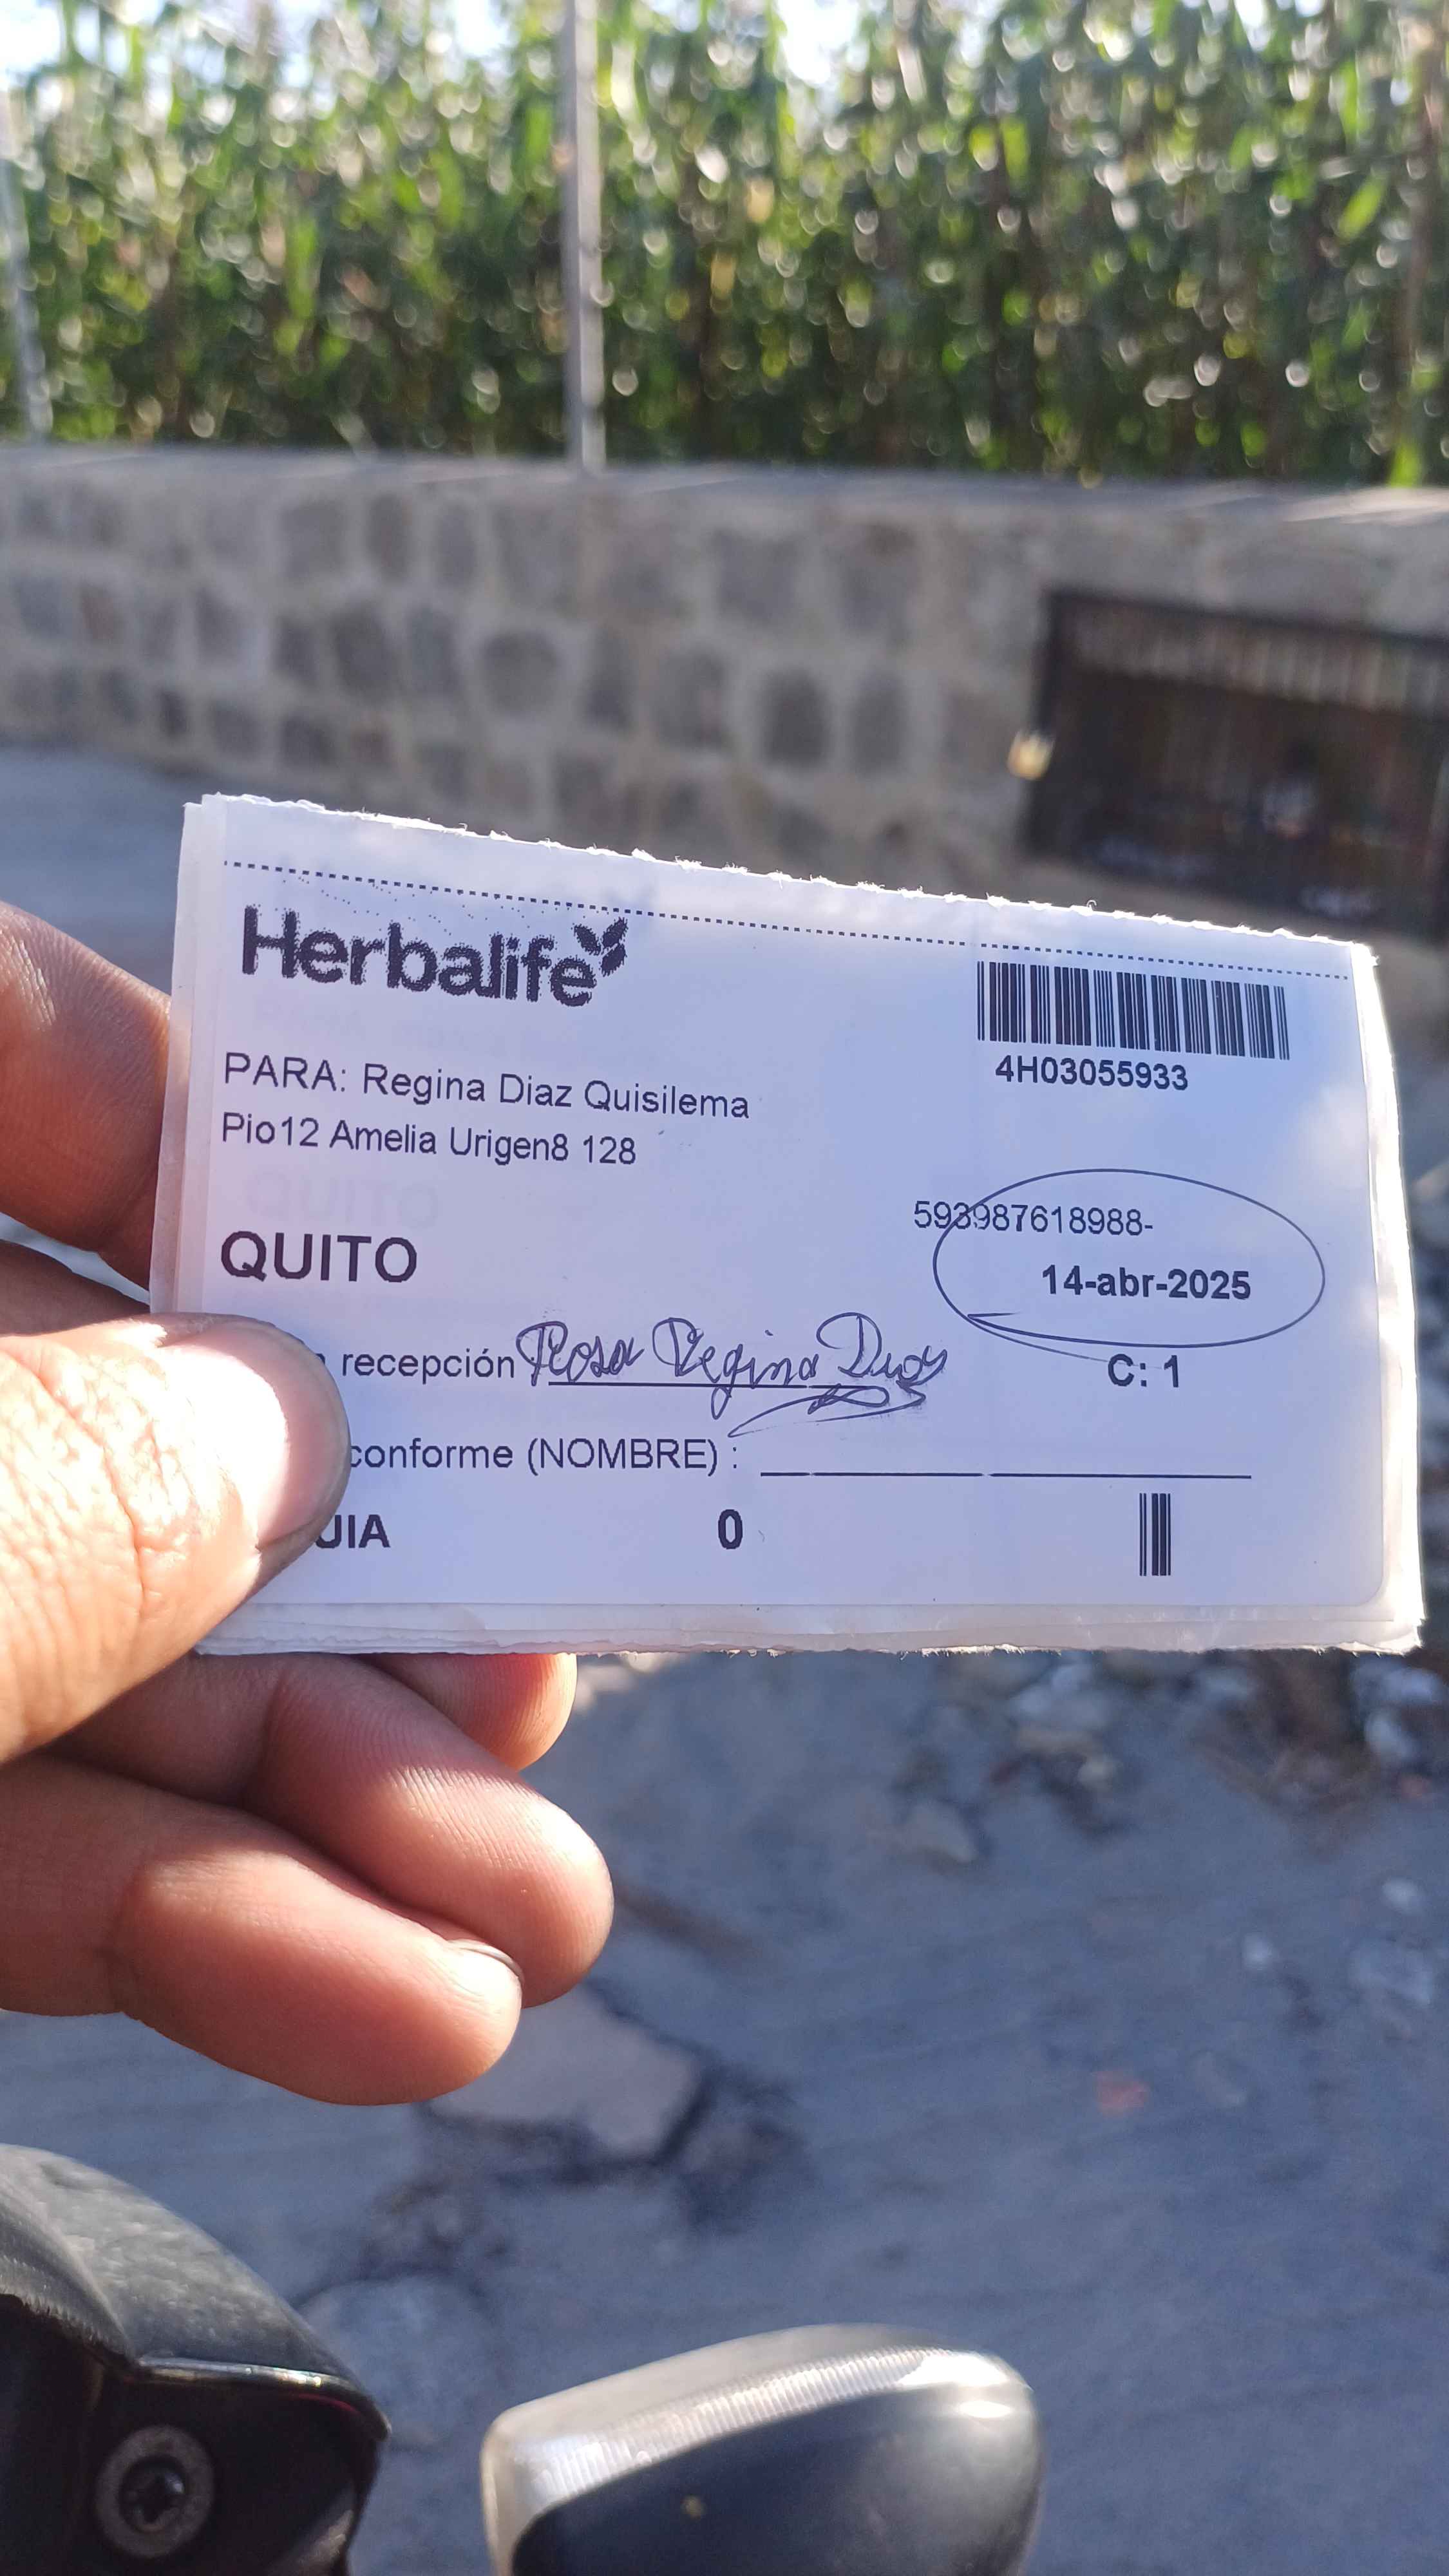 Herbalife
4H03055933
PARA: Regina Diaz Quisilema
Pio12 Amelia Urigen8 128
593987618988-
QUITO
14-abr-2025
recepción Rosa Regina Diaz
C: 1
conforme (NOMBRE) :
UIA 0